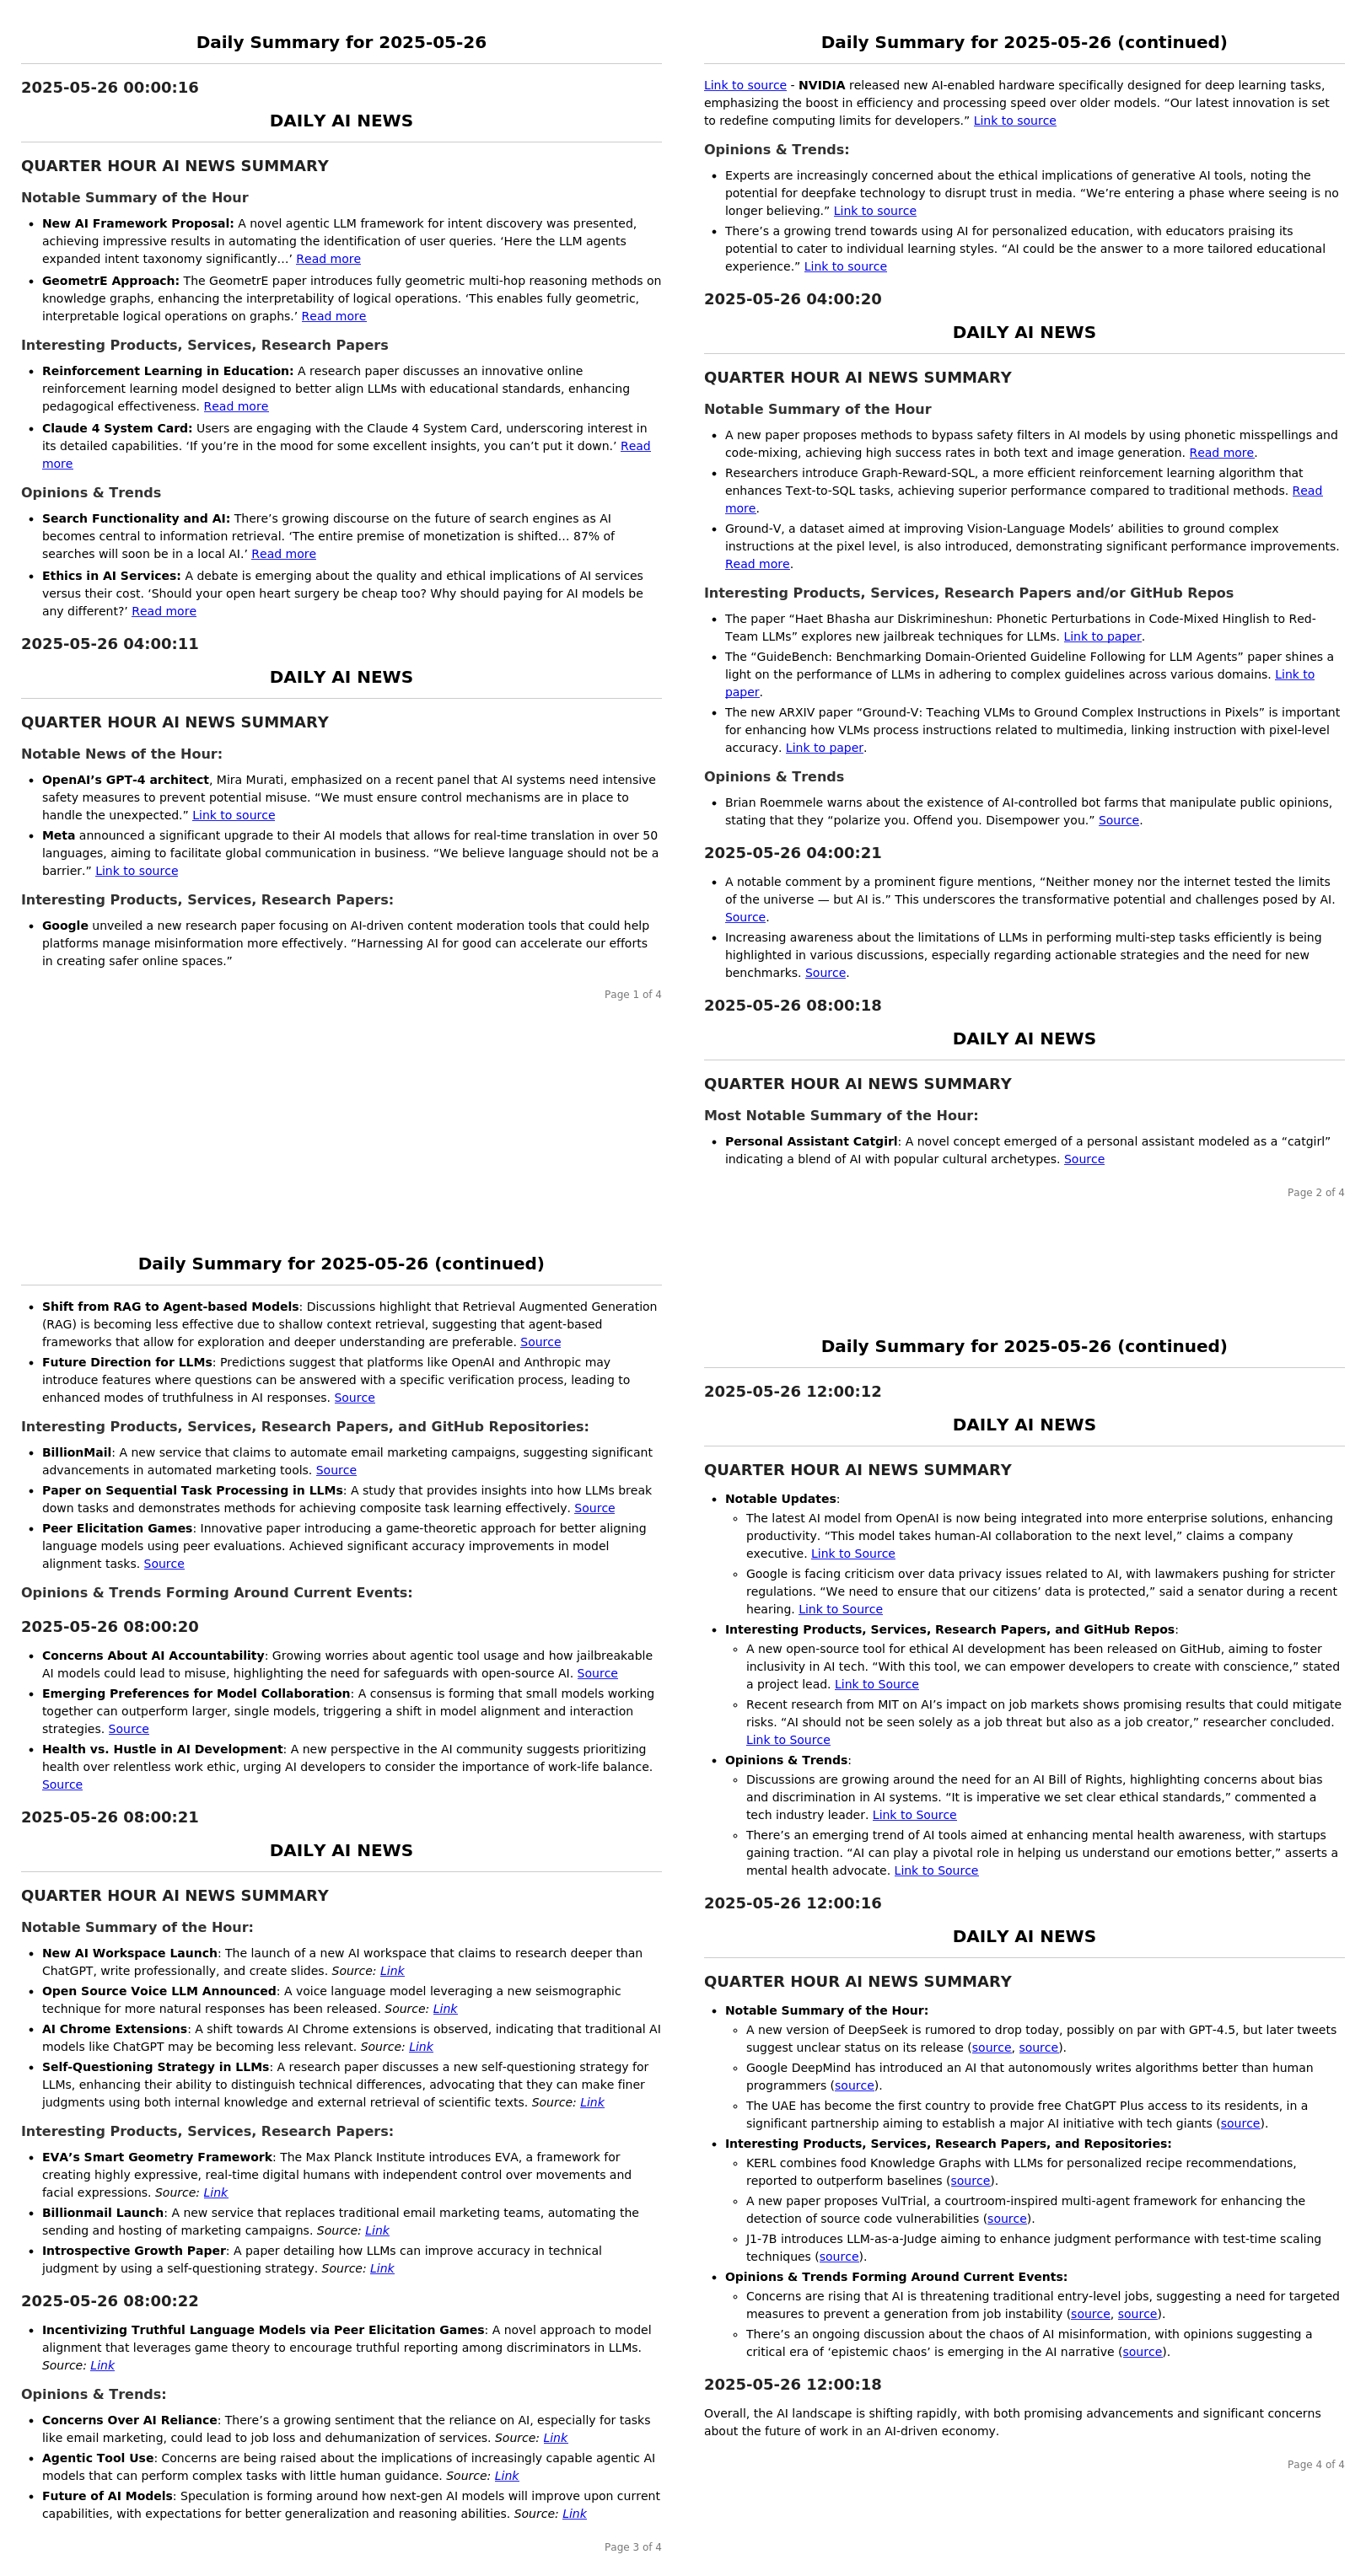 Daily Summary for 2025-05-26
2025-05-26 00:00:16
DAILY AI NEWS
QUARTER HOUR AI NEWS SUMMARY
Notable Summary of the Hour
• New AI Framework Proposal: A novel agentic LLM framework for intent discovery was presented,
achieving impressive results in automating the identification of user queries. ‘Here the LLM agents
expanded intent taxonomy significantly…’ Read more
• GeometrE Approach: The GeometrE paper introduces fully geometric multi-hop reasoning methods on
knowledge graphs, enhancing the interpretability of logical operations. ‘This enables fully geometric,
interpretable logical operations on graphs.’ Read more
Interesting Products, Services, Research Papers
• Reinforcement Learning in Education: A research paper discusses an innovative online
reinforcement learning model designed to better align LLMs with educational standards, enhancing
pedagogical effectiveness. Read more
• Claude 4 System Card: Users are engaging with the Claude 4 System Card, underscoring interest in
its detailed capabilities. ‘If you’re in the mood for some excellent insights, you can’t put it down.’ Read
more
Opinions & Trends
• Search Functionality and AI: There’s growing discourse on the future of search engines as AI
becomes central to information retrieval. ‘The entire premise of monetization is shifted… 87% of
searches will soon be in a local AI.’ Read more
• Ethics in AI Services: A debate is emerging about the quality and ethical implications of AI services
versus their cost. ‘Should your open heart surgery be cheap too? Why should paying for AI models be
any different?’ Read more
2025-05-26 04:00:11
DAILY AI NEWS
QUARTER HOUR AI NEWS SUMMARY
Notable News of the Hour:
• OpenAI’s GPT-4 architect, Mira Murati, emphasized on a recent panel that AI systems need intensive
safety measures to prevent potential misuse. “We must ensure control mechanisms are in place to
handle the unexpected.” Link to source
• Meta announced a significant upgrade to their AI models that allows for real-time translation in over 50
languages, aiming to facilitate global communication in business. “We believe language should not be a
barrier.” Link to source
Interesting Products, Services, Research Papers:
• Google unveiled a new research paper focusing on AI-driven content moderation tools that could help
platforms manage misinformation more effectively. “Harnessing AI for good can accelerate our efforts
in creating safer online spaces.”
Page 1 of 4
Daily Summary for 2025-05-26 (continued)
Link to source - NVIDIA released new AI-enabled hardware specifically designed for deep learning tasks,
emphasizing the boost in efficiency and processing speed over older models. “Our latest innovation is set
to redefine computing limits for developers.” Link to source
Opinions & Trends:
• Experts are increasingly concerned about the ethical implications of generative AI tools, noting the
potential for deepfake technology to disrupt trust in media. “We’re entering a phase where seeing is no
longer believing.” Link to source
• There’s a growing trend towards using AI for personalized education, with educators praising its
potential to cater to individual learning styles. “AI could be the answer to a more tailored educational
experience.” Link to source
2025-05-26 04:00:20
DAILY AI NEWS
QUARTER HOUR AI NEWS SUMMARY
Notable Summary of the Hour
• A new paper proposes methods to bypass safety filters in AI models by using phonetic misspellings and
code-mixing, achieving high success rates in both text and image generation. Read more.
• Researchers introduce Graph-Reward-SQL, a more efficient reinforcement learning algorithm that
enhances Text-to-SQL tasks, achieving superior performance compared to traditional methods. Read
more.
• Ground-V, a dataset aimed at improving Vision-Language Models’ abilities to ground complex
instructions at the pixel level, is also introduced, demonstrating significant performance improvements.
Read more.
Interesting Products, Services, Research Papers and/or GitHub Repos
• The paper “Haet Bhasha aur Diskrimineshun: Phonetic Perturbations in Code-Mixed Hinglish to Red-
Team LLMs” explores new jailbreak techniques for LLMs. Link to paper.
• The “GuideBench: Benchmarking Domain-Oriented Guideline Following for LLM Agents” paper shines a
light on the performance of LLMs in adhering to complex guidelines across various domains. Link to
paper.
• The new ARXIV paper “Ground-V: Teaching VLMs to Ground Complex Instructions in Pixels” is important
for enhancing how VLMs process instructions related to multimedia, linking instruction with pixel-level
accuracy. Link to paper.
Opinions & Trends
• Brian Roemmele warns about the existence of AI-controlled bot farms that manipulate public opinions,
stating that they “polarize you. Offend you. Disempower you.” Source.
2025-05-26 04:00:21
• A notable comment by a prominent figure mentions, “Neither money nor the internet tested the limits
of the universe — but AI is.” This underscores the transformative potential and challenges posed by AI.
Source.
• Increasing awareness about the limitations of LLMs in performing multi-step tasks efficiently is being
highlighted in various discussions, especially regarding actionable strategies and the need for new
benchmarks. Source.
2025-05-26 08:00:18
DAILY AI NEWS
QUARTER HOUR AI NEWS SUMMARY
Most Notable Summary of the Hour:
• Personal Assistant Catgirl: A novel concept emerged of a personal assistant modeled as a “catgirl”
indicating a blend of AI with popular cultural archetypes. Source
Page 2 of 4
Daily Summary for 2025-05-26 (continued)
• Shift from RAG to Agent-based Models: Discussions highlight that Retrieval Augmented Generation
(RAG) is becoming less effective due to shallow context retrieval, suggesting that agent-based
frameworks that allow for exploration and deeper understanding are preferable. Source
• Future Direction for LLMs: Predictions suggest that platforms like OpenAI and Anthropic may
introduce features where questions can be answered with a specific verification process, leading to
enhanced modes of truthfulness in AI responses. Source
Interesting Products, Services, Research Papers, and GitHub Repositories:
• BillionMail: A new service that claims to automate email marketing campaigns, suggesting significant
advancements in automated marketing tools. Source
• Paper on Sequential Task Processing in LLMs: A study that provides insights into how LLMs break
down tasks and demonstrates methods for achieving composite task learning effectively. Source
• Peer Elicitation Games: Innovative paper introducing a game-theoretic approach for better aligning
language models using peer evaluations. Achieved significant accuracy improvements in model
alignment tasks. Source
Opinions & Trends Forming Around Current Events:
2025-05-26 08:00:20
• Concerns About AI Accountability: Growing worries about agentic tool usage and how jailbreakable
AI models could lead to misuse, highlighting the need for safeguards with open-source AI. Source
• Emerging Preferences for Model Collaboration: A consensus is forming that small models working
together can outperform larger, single models, triggering a shift in model alignment and interaction
strategies. Source
• Health vs. Hustle in AI Development: A new perspective in the AI community suggests prioritizing
health over relentless work ethic, urging AI developers to consider the importance of work-life balance.
Source
2025-05-26 08:00:21
DAILY AI NEWS
QUARTER HOUR AI NEWS SUMMARY
Notable Summary of the Hour:
• New AI Workspace Launch: The launch of a new AI workspace that claims to research deeper than
ChatGPT, write professionally, and create slides. Source: Link
• Open Source Voice LLM Announced: A voice language model leveraging a new seismographic
technique for more natural responses has been released. Source: Link
• AI Chrome Extensions: A shift towards AI Chrome extensions is observed, indicating that traditional AI
models like ChatGPT may be becoming less relevant. Source: Link
• Self-Questioning Strategy in LLMs: A research paper discusses a new self-questioning strategy for
LLMs, enhancing their ability to distinguish technical differences, advocating that they can make finer
judgments using both internal knowledge and external retrieval of scientific texts. Source: Link
Interesting Products, Services, Research Papers:
• EVA’s Smart Geometry Framework: The Max Planck Institute introduces EVA, a framework for
creating highly expressive, real-time digital humans with independent control over movements and
facial expressions. Source: Link
• Billionmail Launch: A new service that replaces traditional email marketing teams, automating the
sending and hosting of marketing campaigns. Source: Link
• Introspective Growth Paper: A paper detailing how LLMs can improve accuracy in technical
judgment by using a self-questioning strategy. Source: Link
2025-05-26 08:00:22
• Incentivizing Truthful Language Models via Peer Elicitation Games: A novel approach to model
alignment that leverages game theory to encourage truthful reporting among discriminators in LLMs.
Source: Link
Opinions & Trends:
• Concerns Over AI Reliance: There’s a growing sentiment that the reliance on AI, especially for tasks
like email marketing, could lead to job loss and dehumanization of services. Source: Link
• Agentic Tool Use: Concerns are being raised about the implications of increasingly capable agentic AI
models that can perform complex tasks with little human guidance. Source: Link
• Future of AI Models: Speculation is forming around how next-gen AI models will improve upon current
capabilities, with expectations for better generalization and reasoning abilities. Source: Link
Page 3 of 4
Daily Summary for 2025-05-26 (continued)
2025-05-26 12:00:12
DAILY AI NEWS
QUARTER HOUR AI NEWS SUMMARY
• Notable Updates:
◦ The latest AI model from OpenAI is now being integrated into more enterprise solutions, enhancing
productivity. “This model takes human-AI collaboration to the next level,” claims a company
executive. Link to Source
◦ Google is facing criticism over data privacy issues related to AI, with lawmakers pushing for stricter
regulations. “We need to ensure that our citizens’ data is protected,” said a senator during a recent
hearing. Link to Source
• Interesting Products, Services, Research Papers, and GitHub Repos:
◦ A new open-source tool for ethical AI development has been released on GitHub, aiming to foster
inclusivity in AI tech. “With this tool, we can empower developers to create with conscience,” stated
a project lead. Link to Source
◦ Recent research from MIT on AI’s impact on job markets shows promising results that could mitigate
risks. “AI should not be seen solely as a job threat but also as a job creator,” researcher concluded.
Link to Source
• Opinions & Trends:
◦ Discussions are growing around the need for an AI Bill of Rights, highlighting concerns about bias
and discrimination in AI systems. “It is imperative we set clear ethical standards,” commented a
tech industry leader. Link to Source
◦ There’s an emerging trend of AI tools aimed at enhancing mental health awareness, with startups
gaining traction. “AI can play a pivotal role in helping us understand our emotions better,” asserts a
mental health advocate. Link to Source
2025-05-26 12:00:16
DAILY AI NEWS
QUARTER HOUR AI NEWS SUMMARY
• Notable Summary of the Hour:
◦ A new version of DeepSeek is rumored to drop today, possibly on par with GPT-4.5, but later tweets
suggest unclear status on its release (source, source).
◦ Google DeepMind has introduced an AI that autonomously writes algorithms better than human
programmers (source).
◦ The UAE has become the first country to provide free ChatGPT Plus access to its residents, in a
significant partnership aiming to establish a major AI initiative with tech giants (source).
• Interesting Products, Services, Research Papers, and Repositories:
◦ KERL combines food Knowledge Graphs with LLMs for personalized recipe recommendations,
reported to outperform baselines (source).
◦ A new paper proposes VulTrial, a courtroom-inspired multi-agent framework for enhancing the
detection of source code vulnerabilities (source).
◦ J1-7B introduces LLM-as-a-Judge aiming to enhance judgment performance with test-time scaling
techniques (source).
• Opinions & Trends Forming Around Current Events:
◦ Concerns are rising that AI is threatening traditional entry-level jobs, suggesting a need for targeted
measures to prevent a generation from job instability (source, source).
◦ There’s an ongoing discussion about the chaos of AI misinformation, with opinions suggesting a
critical era of ‘epistemic chaos’ is emerging in the AI narrative (source).
2025-05-26 12:00:18
Overall, the AI landscape is shifting rapidly, with both promising advancements and significant concerns
about the future of work in an AI-driven economy.
Page 4 of 4